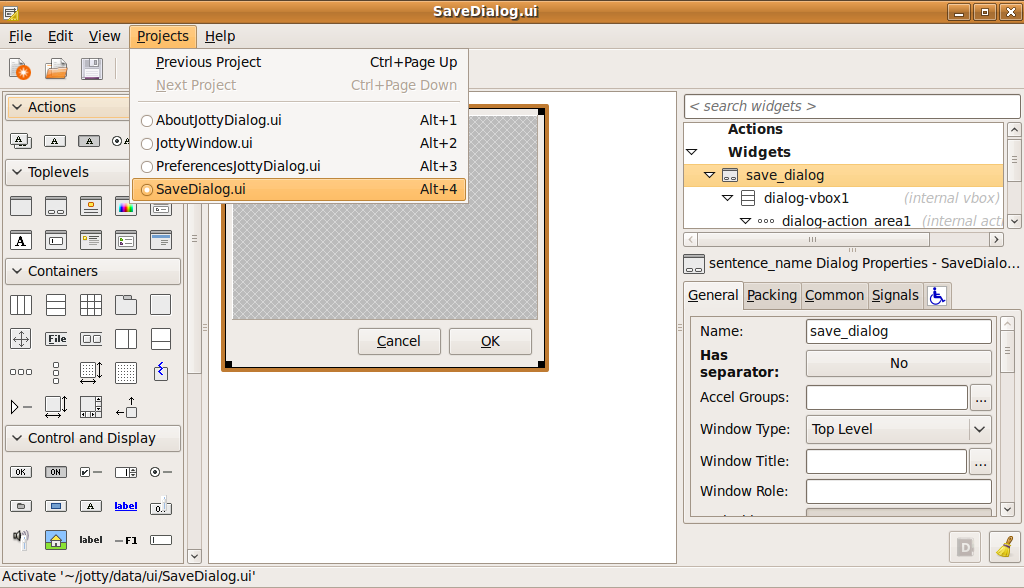 SaveDialog.ui
File Edit View Projects Help
Previous Project Ctrl+Page Up
Next Project Ctrl+Page Down
AboutJottyDialog.ui Alt+1
JottyWindow.ui Alt+2
PreferencesJottyDialog.ui Alt+3
SaveDialog.ui Alt+4
Actions
Toplevels
Containers
File
Control and Display
OK ON
label
label F1
Cancel OK
< search widgets >
Actions
Widgets
save_dialog
dialog-vbox1 (internal vbox)
dialog-action_area1 (internal acti
sentence_name Dialog Properties - SaveDialo...
General Packing Common Signals
Name: save_dialog
Has separator: No
Accel Groups: ...
Window Type: Top Level
Window Title: ...
Window Role:
Activate '~/jotty/data/ui/SaveDialog.ui'